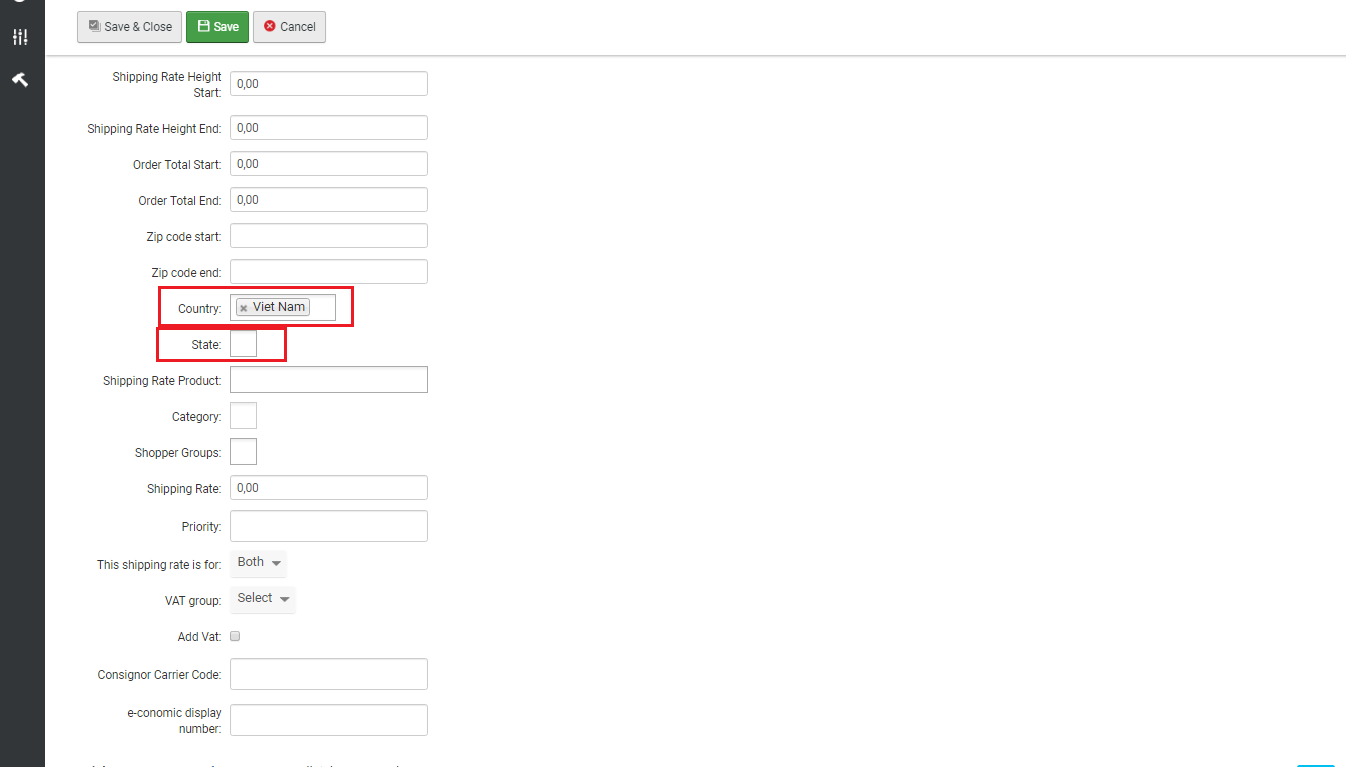 Save & Close Save Cancel
Shipping Rate Height
Start: 0,00
Shipping Rate Height End: 0,00
Order Total Start: 0,00
Order Total End: 0,00
Zip code start:
Zip code end:
Country: Viet Nam
State:
Shipping Rate Product:
Category:
Shopper Groups:
Shipping Rate: 0,00
Priority:
This shipping rate is for: Both
VAT group: Select
Add Vat:
Consignor Carrier Code:
e-conomic display
number: